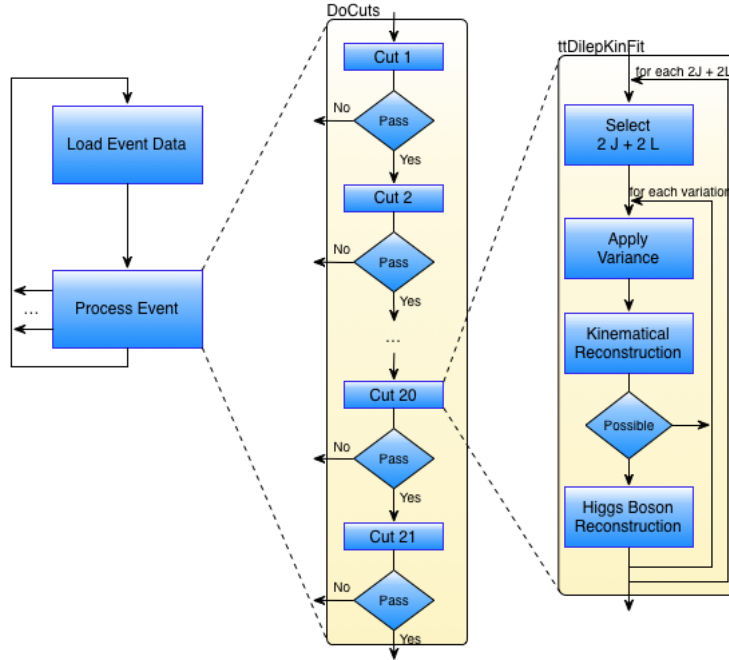 Load Event Data
Process Event
...
DoCuts
Cut 1
No
Pass
Yes
Cut 2
No
Pass
Yes
...
Cut 20
No
Pass
Yes
Cut 21
No
Pass
Yes
ttDilepKinFit
for each 2J + 2L
Select
2 J + 2 L
for each variation
Apply
Variance
Kinematical
Reconstruction
Possible
Higgs Boson
Reconstruction